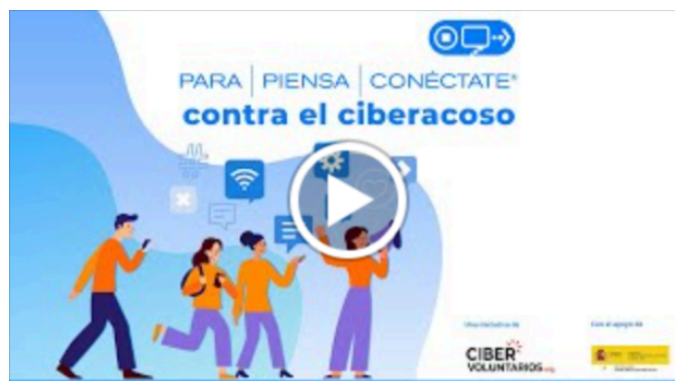 PARA | PIENSA | CONÉCTATE®
contra el ciberacoso
Una iniciativa de
Con el apoyo de
CIBER
VOLUNTARIOS.org